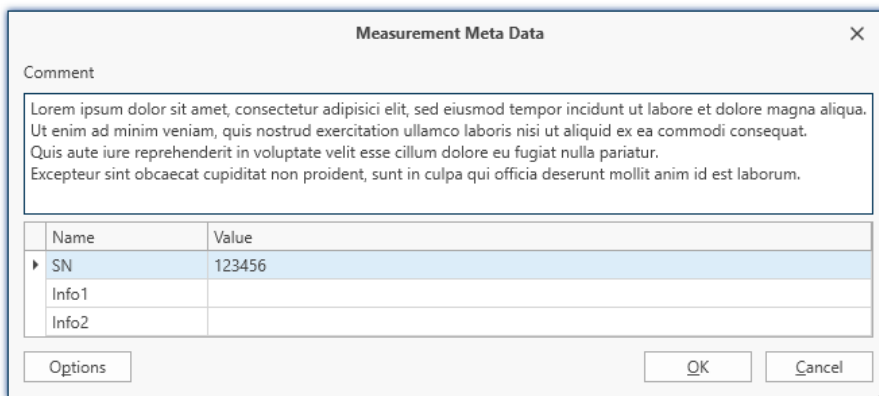 Measurement Meta Data
Comment
Lorem ipsum dolor sit amet, consectetur adipisici elit, sed eiusmod tempor incidunt ut labore et dolore magna aliqua.
Ut enim ad minim veniam, quis nostrud exercitation ullamco laboris nisi ut aliquid ex ea commodi consequat.
Quis aute iure reprehenderit in voluptate velit esse cillum dolore eu fugiat nulla pariatur.
Excepteur sint obcaecat cupiditat non proident, sunt in culpa qui officia deserunt mollit anim id est laborum.
Name Value
SN 123456
Info1
Info2
Options OK Cancel